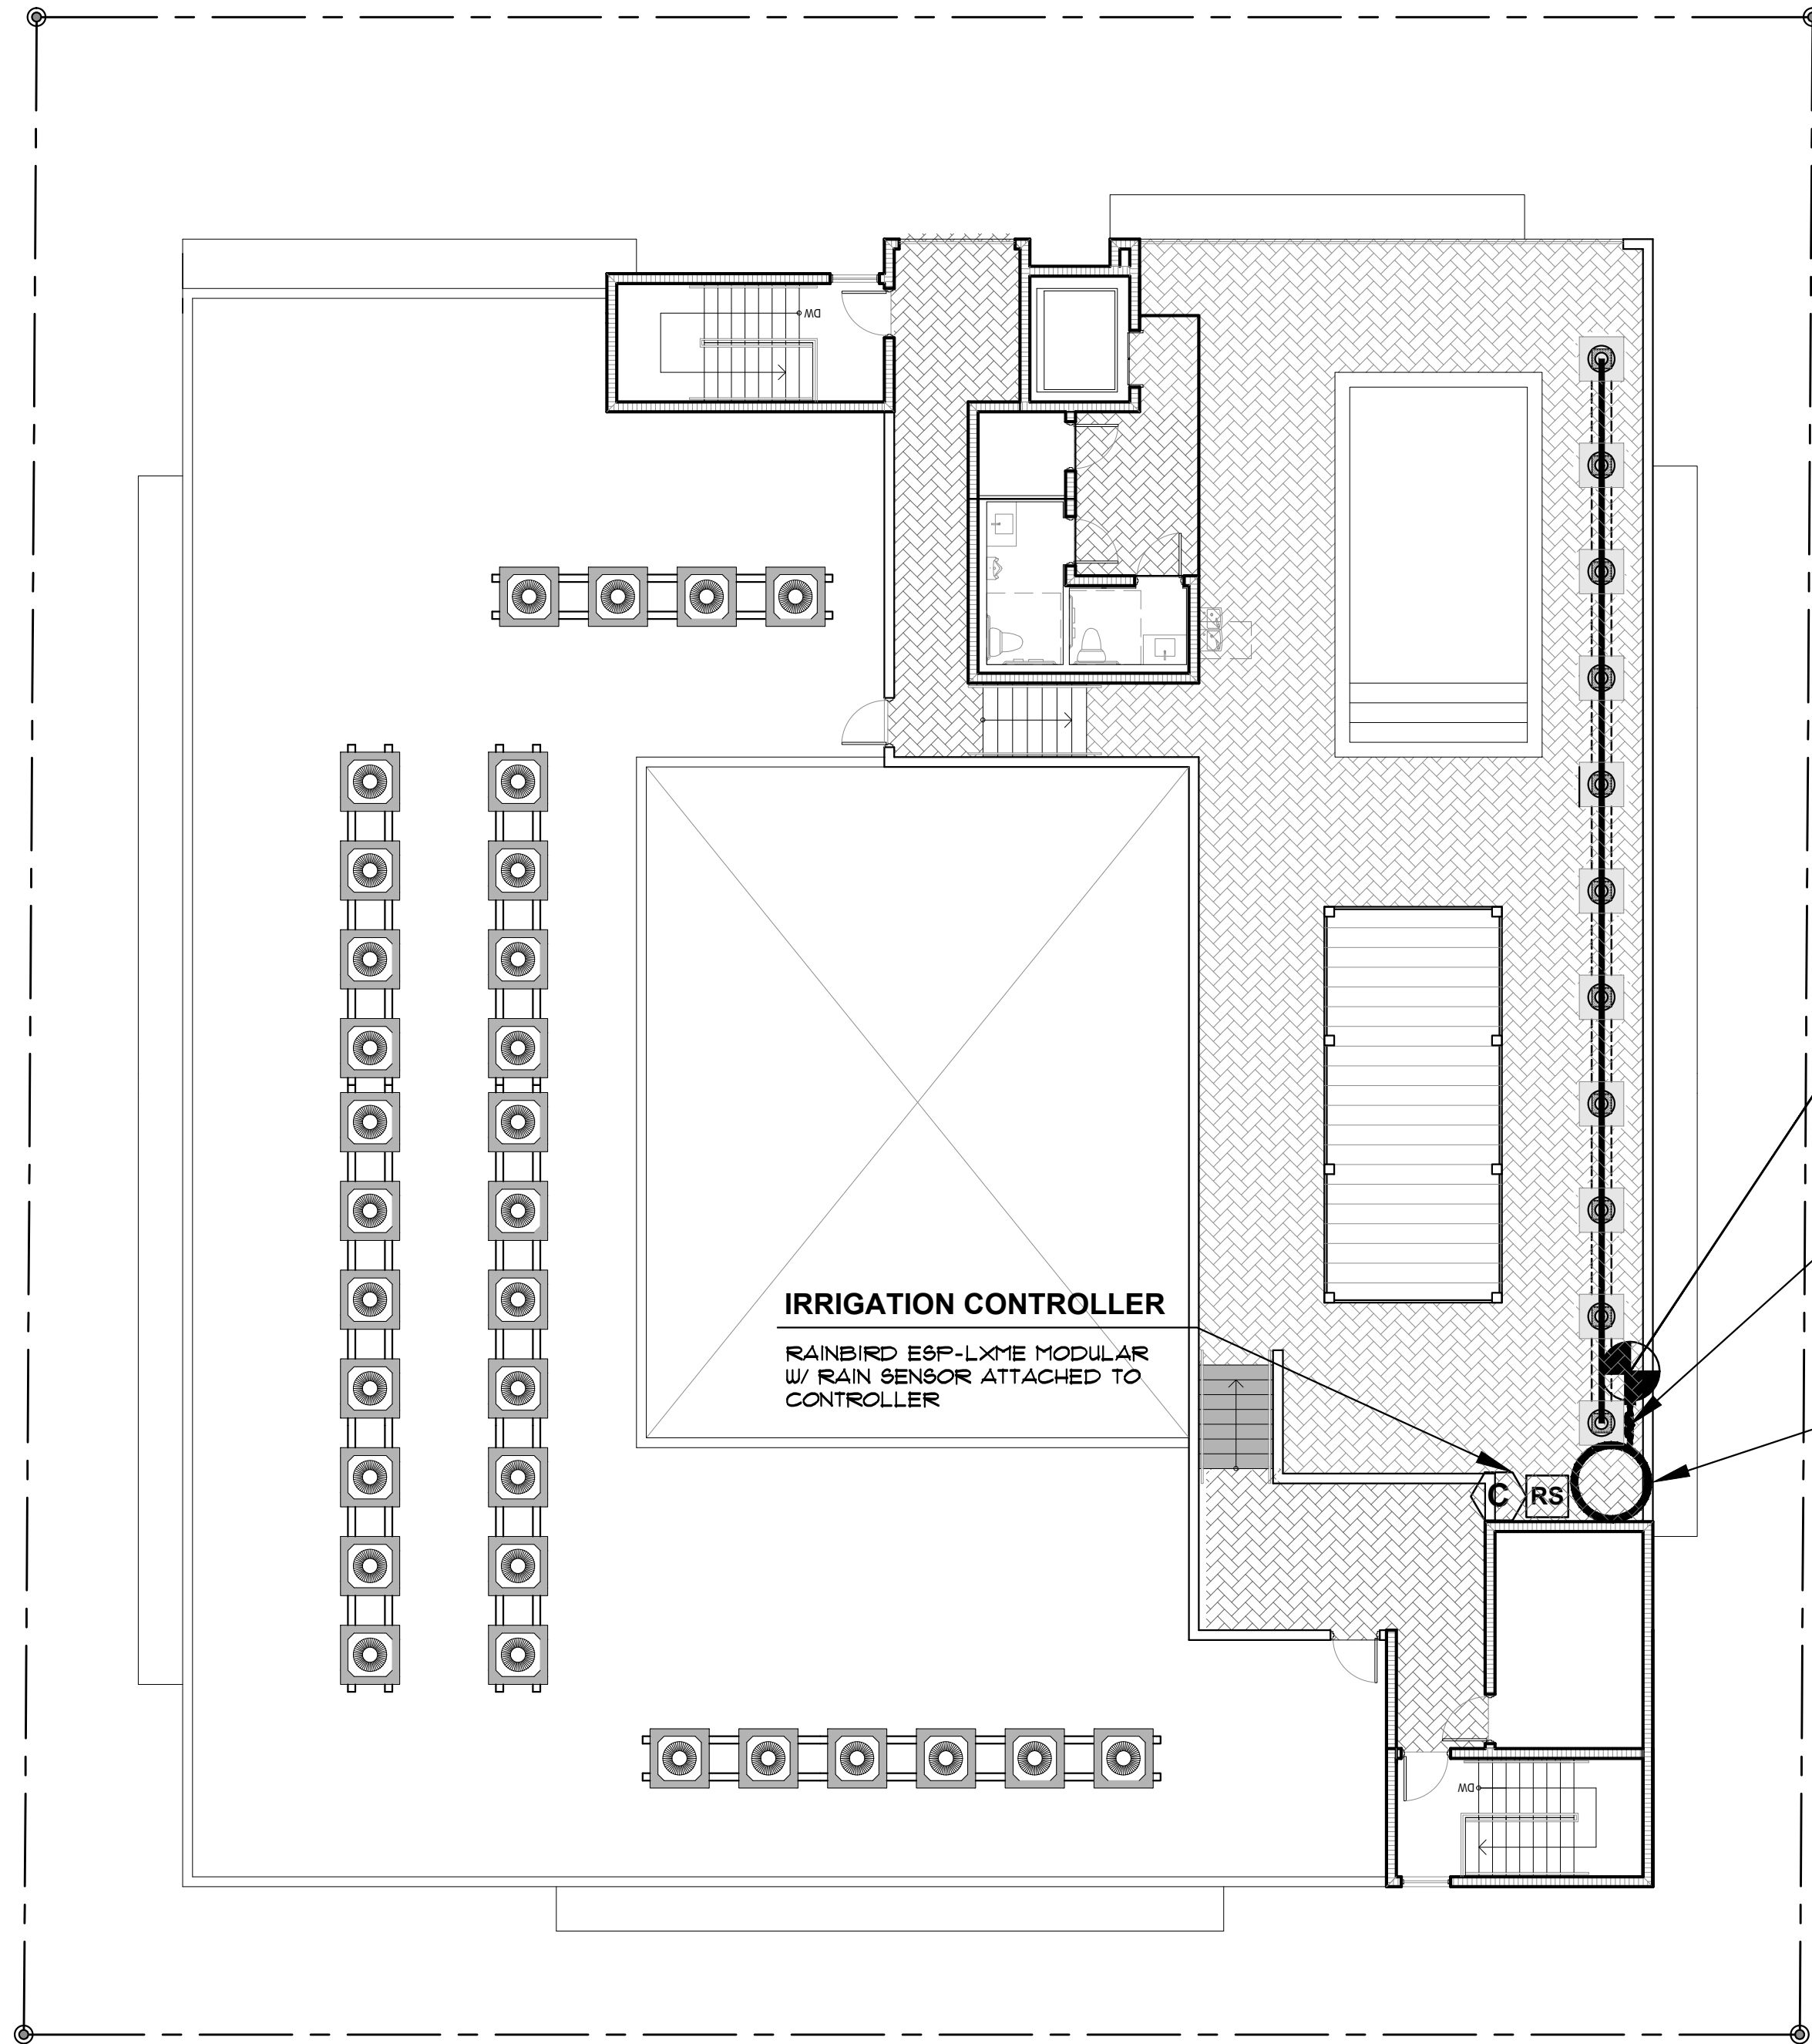 DW
IRRIGATION CONTROLLER
RAINBIRD ESP-LXME MODULAR
W/ RAIN SENSOR ATTACHED TO
CONTROLLER
C
RS
DW